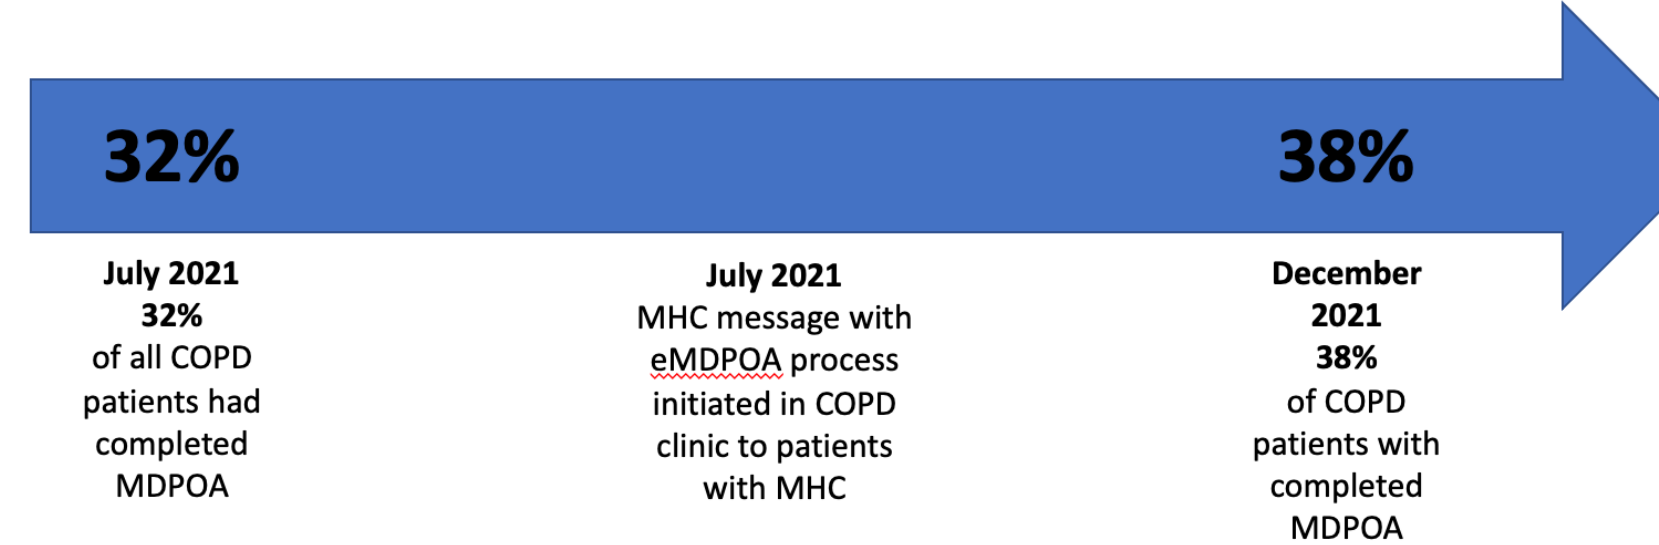 32%
38%
July 2021
32%
of all COPD
patients had
completed
MDPOA
July 2021
MHC message with
eMDPOA process
initiated in COPD
clinic to patients
with MHC
December
2021
38%
of COPD
patients with
completed
MDPOA